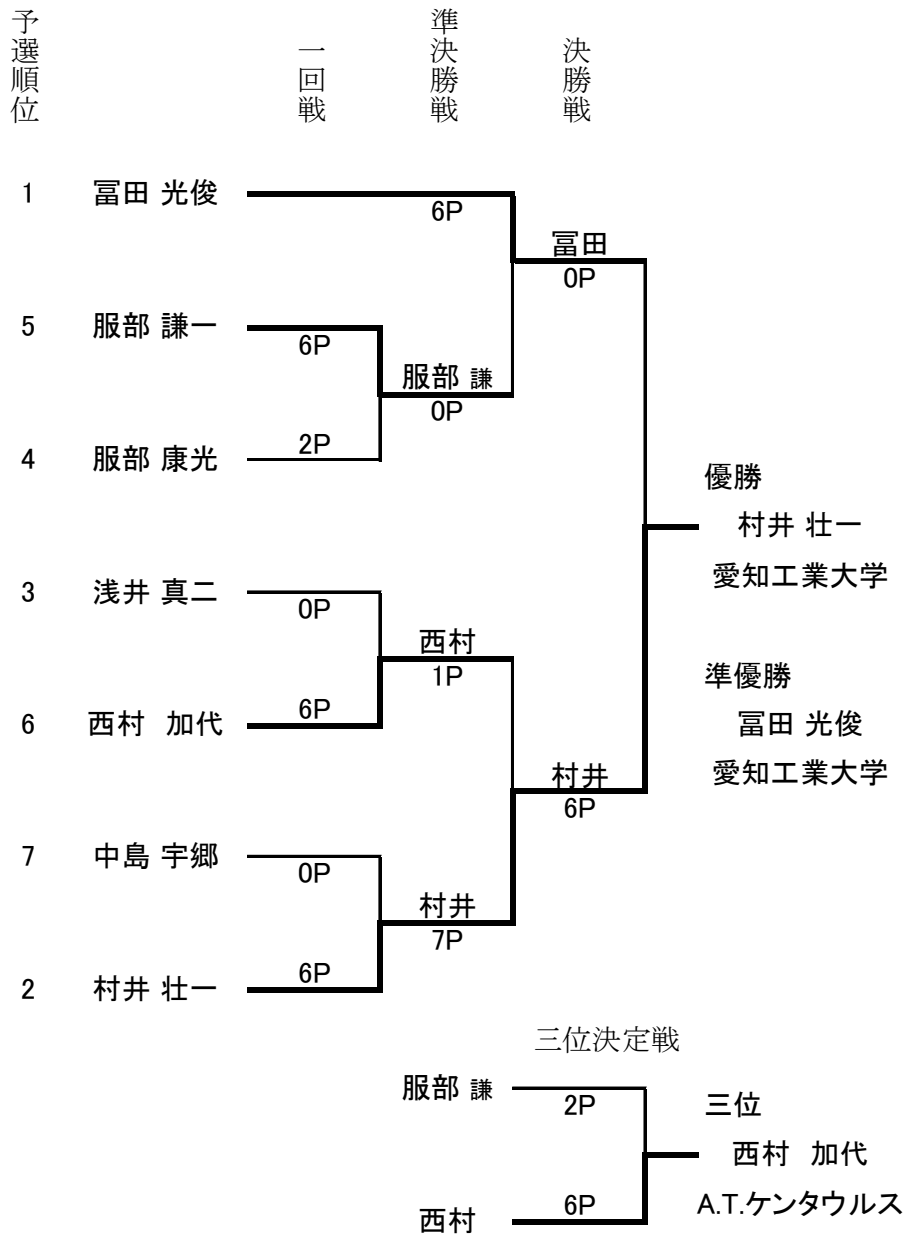 予選順位
一回戦
準決勝戦
決勝戦
1 冨田 光俊
6P
冨田
0P
5 服部 謙一
6P
服部 謙
0P
4 服部 康光
2P
優勝
村井 壮一
愛知工業大学
3 浅井 真二
0P
西村
1P
準優勝
冨田 光俊
愛知工業大学
6 西村 加代
6P
村井
6P
7 中島 宇郷
0P
村井
7P
2 村井 壮一
6P
三位決定戦
服部 謙
2P
三位
西村 加代
A.T.ケンタウルス
西村
6P